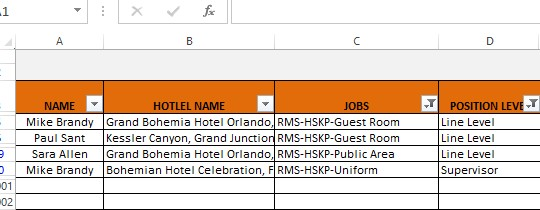 A1
fx
A B C D
NAME HOTLEL NAME JOBS POSITION LEVE
Mike Brandy Grand Bohemia Hotel Orlando, RMS-HSKP-Guest Room Line Level
Paul Sant Kessler Canyon, Grand Junction RMS-HSKP-Guest Room Line Level
Sara Allen Grand Bohemia Hotel Orlando, RMS-HSKP-Public Area Line Level
Mike Brandy Bohemian Hotel Celebration, F RMS-HSKP-Uniform Supervisor